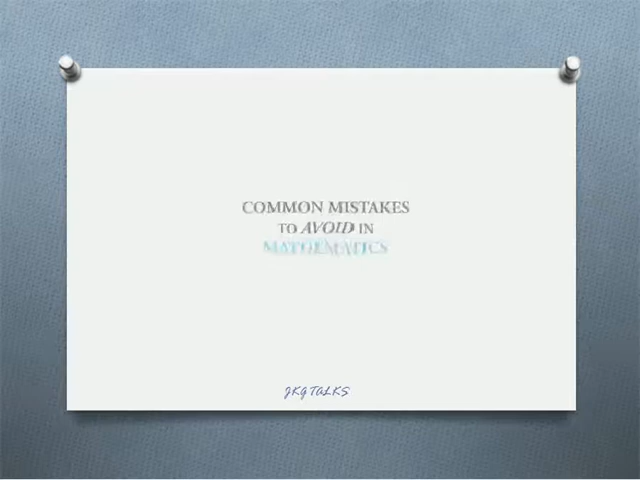 COMMON MISTAKES
TO AVOID IN
MATHEMATICS
JKG TALKS